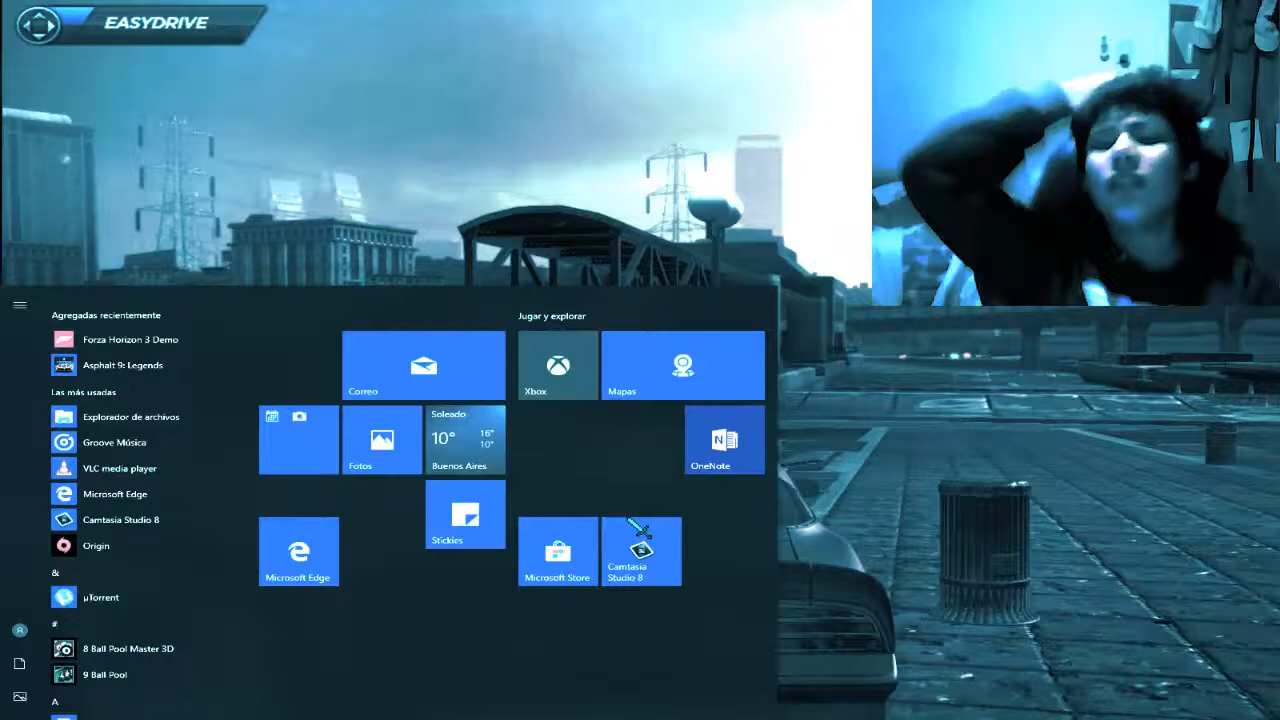 EASYDRIVE
Agregadas recientemente
Forza Horizon 3 Demo
Asphalt 9: Legends
Las más usadas
Explorador de archivos
Groove Música
VLC media player
Microsoft Edge
Camtasia Studio 8
Origin
&
µTorrent
#
8 Ball Pool Master 3D
9 Ball Pool
A
Correo
Fotos
Soleado
10°
16°
10°
Buenos Aires
Stickies
Microsoft Edge
Jugar y explorar
Xbox
Mapas
OneNote
Microsoft Store
Camtasia
Studio 8